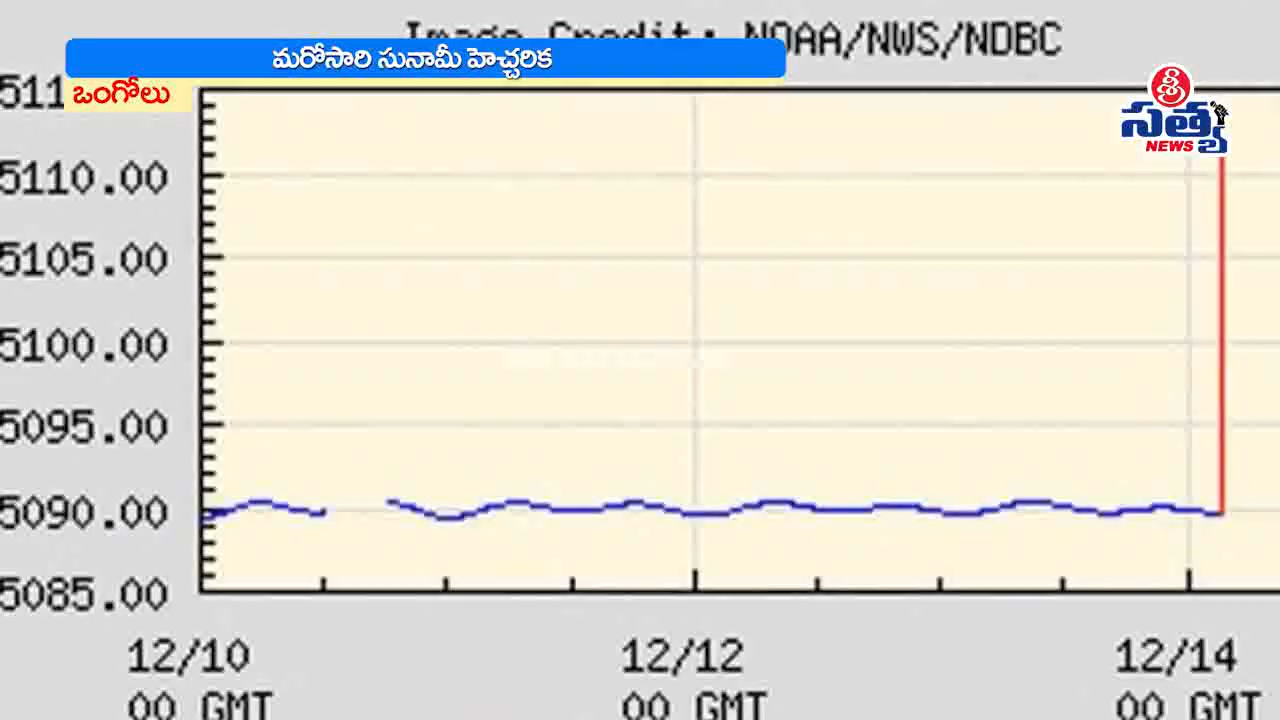 Image Credit: NOAA/NWS/NDBC
మరోసారి సునామీ హెచ్చరిక
ఒంగోలు
శ్రీ
సత్య
NEWS
511
5110.00
5105.00
5100.00
5095.00
5090.00
5085.00
12/10 12/12 12/14
00 GMT 00 GMT 00 GMT